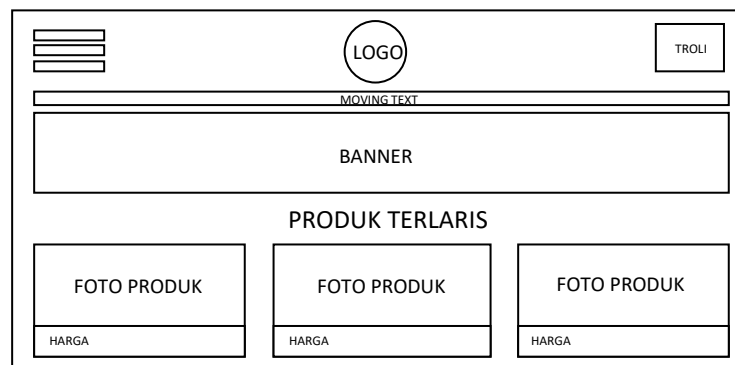 LOGO
TROLI
MOVING TEXT
BANNER
PRODUK TERLARIS
FOTO PRODUK
FOTO PRODUK
FOTO PRODUK
HARGA
HARGA
HARGA